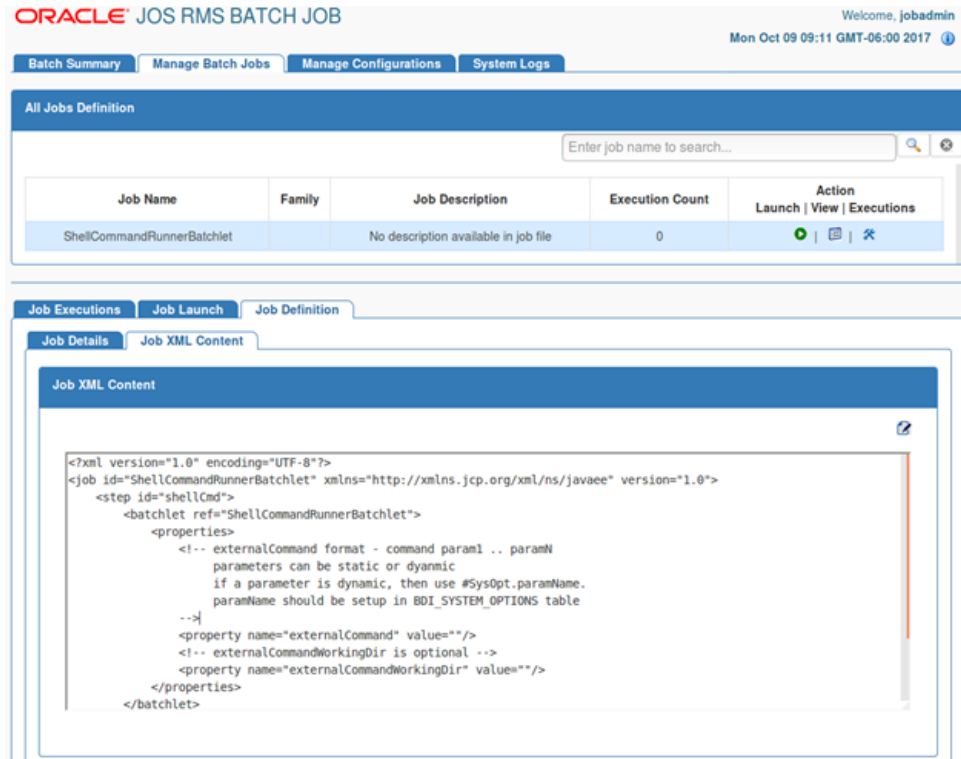 ORACLE JOS RMS BATCH JOB
Welcome, jobadmin
Mon Oct 09 09:11 GMT-06:00 2017
Batch Summary Manage Batch Jobs Manage Configurations System Logs
All Jobs Definition
Enter job name to search...
Job Name Family Job Description Execution Count Action
Launch | View | Executions
ShellCommandRunnerBatchlet No description available in job file 0 | |
Job Executions Job Launch Job Definition
Job Details Job XML Content
Job XML Content
<?xml version="1.0" encoding="UTF-8"?>
<job id="ShellCommandRunnerBatchlet" xmlns="http://xmlns.jcp.org/xml/ns/javaee" version="1.0">
<step id="shellCmd">
<batchlet ref="ShellCommandRunnerBatchlet">
<properties>
<!-- externalCommand format - command param1 .. paramN
parameters can be static or dyanmic
if a parameter is dynamic, then use #SysOpt.paramName.
paramName should be setup in BDI_SYSTEM_OPTIONS table
-->
<property name="externalCommand" value=""/>
<!-- externalCommandWorkingDir is optional -->
<property name="externalCommandWorkingDir" value=""/>
</properties>
</batchlet>